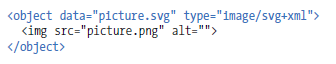 <object data="picture.svg" type="image/svg+xml">
  <img src="picture.png" alt="">
</object>